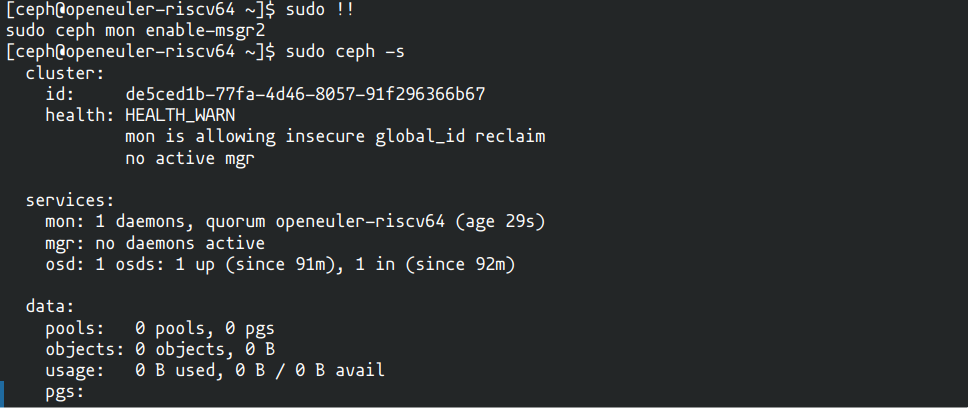 [ceph@openeuler-riscv64 ~]$ sudo !!
sudo ceph mon enable-msgr2
[ceph@openeuler-riscv64 ~]$ sudo ceph -s
  cluster:
    id:     de5ced1b-77fa-4d46-8057-91f296366b67
    health: HEALTH_WARN
            mon is allowing insecure global_id reclaim
            no active mgr

  services:
    mon: 1 daemons, quorum openeuler-riscv64 (age 29s)
    mgr: no daemons active
    osd: 1 osds: 1 up (since 91m), 1 in (since 92m)

  data:
    pools:   0 pools, 0 pgs
    objects: 0 objects, 0 B
    usage:   0 B used, 0 B / 0 B avail
    pgs: